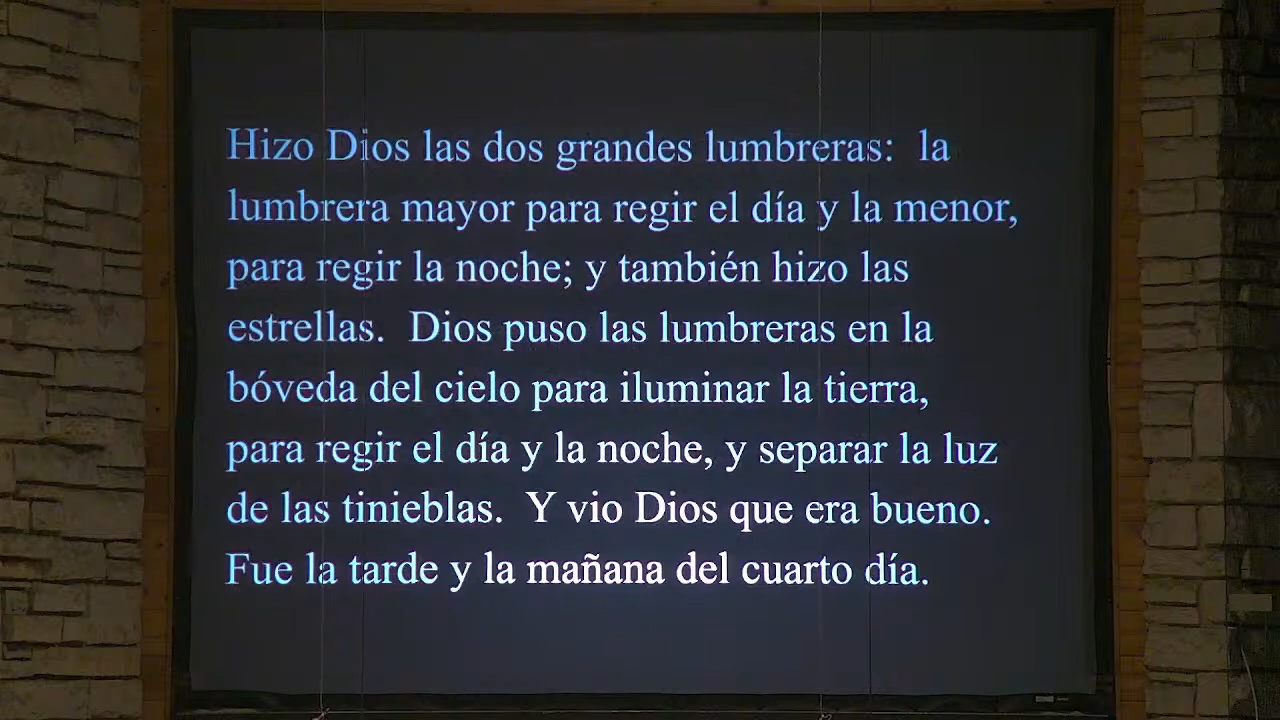 Hizo Dios las dos grandes lumbreras:  la
lumbrera mayor para regir el día y la menor,
para regir la noche; y también hizo las
estrellas.  Dios puso las lumbreras en la
bóveda del cielo para iluminar la tierra,
para regir el día y la noche, y separar la luz
de las tinieblas.  Y vio Dios que era bueno.
Fue la tarde y la mañana del cuarto día.